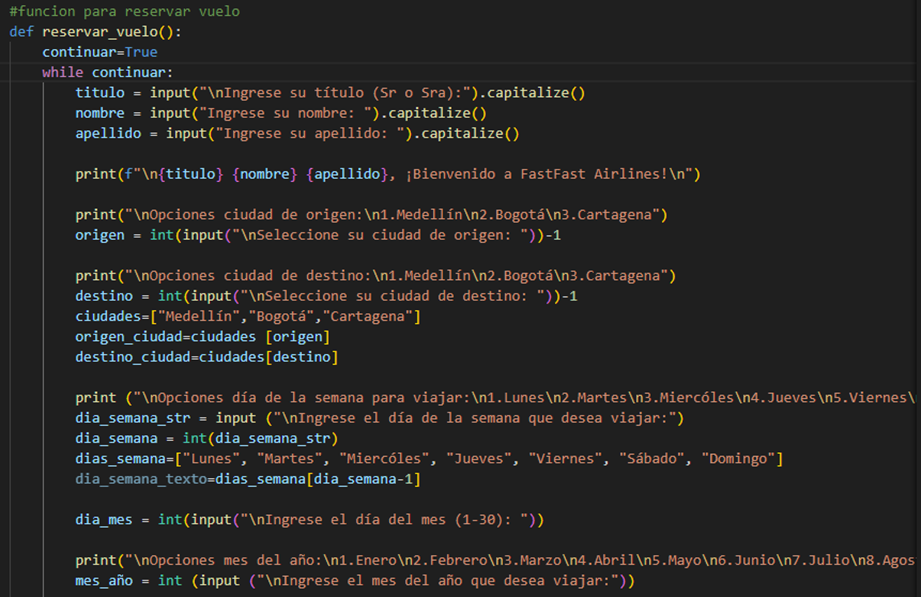 #funcion para reservar vuelo
def reservar_vuelo():
    continuar=True
    while continuar:
        titulo = input("\nIngrese su título (Sr o Sra):").capitalize()
        nombre = input("Ingrese su nombre: ").capitalize()
        apellido = input("Ingrese su apellido: ").capitalize()
        print(f"\n{titulo} {nombre} {apellido}, ¡Bienvenido a FastFast Airlines!\n")
        print("\nOpciones ciudad de origen:\n1.Medellín\n2.Bogotá\n3.Cartagena")
        origen = int(input("\nSeleccione su ciudad de origen: "))-1
        print("\nOpciones ciudad de destino:\n1.Medellín\n2.Bogotá\n3.Cartagena")
        destino = int(input("\nSeleccione su ciudad de destino: "))-1
        ciudades=["Medellín","Bogotá","Cartagena"]
        origen_ciudad=ciudades [origen]
        destino_ciudad=ciudades[destino]
        print ("\nOpciones día de la semana para viajar:\n1.Lunes\n2.Martes\n3.Miercóles\n4.Jueves\n5.Viernes\
        dia_semana_str = input ("\nIngrese el día de la semana que desea viajar:")
        dia_semana = int(dia_semana_str)
        dias_semana=["Lunes", "Martes", "Miercóles", "Jueves", "Viernes", "Sábado", "Domingo"]
        dia_semana_texto=dias_semana[dia_semana-1]
        dia_mes = int(input("\nIngrese el día del mes (1-30): "))
        print("\nOpciones mes del año:\n1.Enero\n2.Febrero\n3.Marzo\n4.Abril\n5.Mayo\n6.Junio\n7.Julio\n8.Agos
        mes_año = int (input ("\nIngrese el mes del año que desea viajar:"))